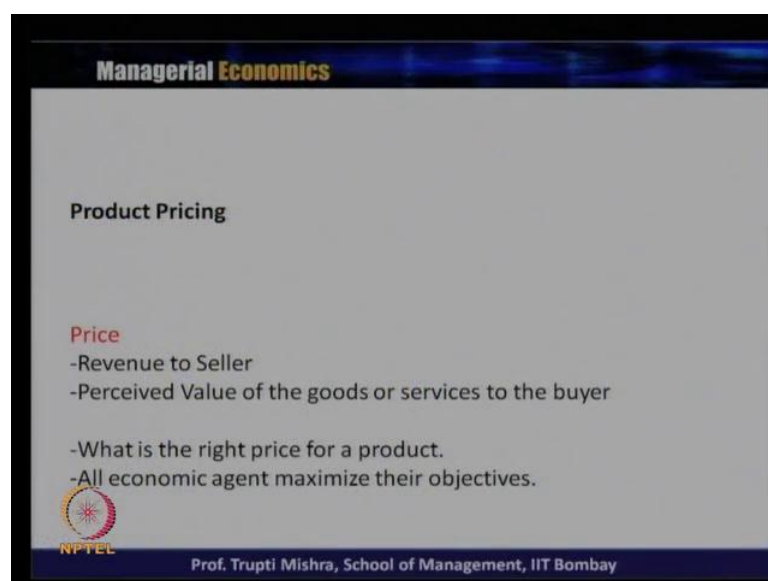 Managerial Economics
Product Pricing
Price
-Revenue to Seller
-Perceived Value of the goods or services to the buyer
-What is the right price for a product.
-All economic agent maximize their objectives.
NPTEL
Prof. Trupti Mishra, School of Management, IIT Bombay